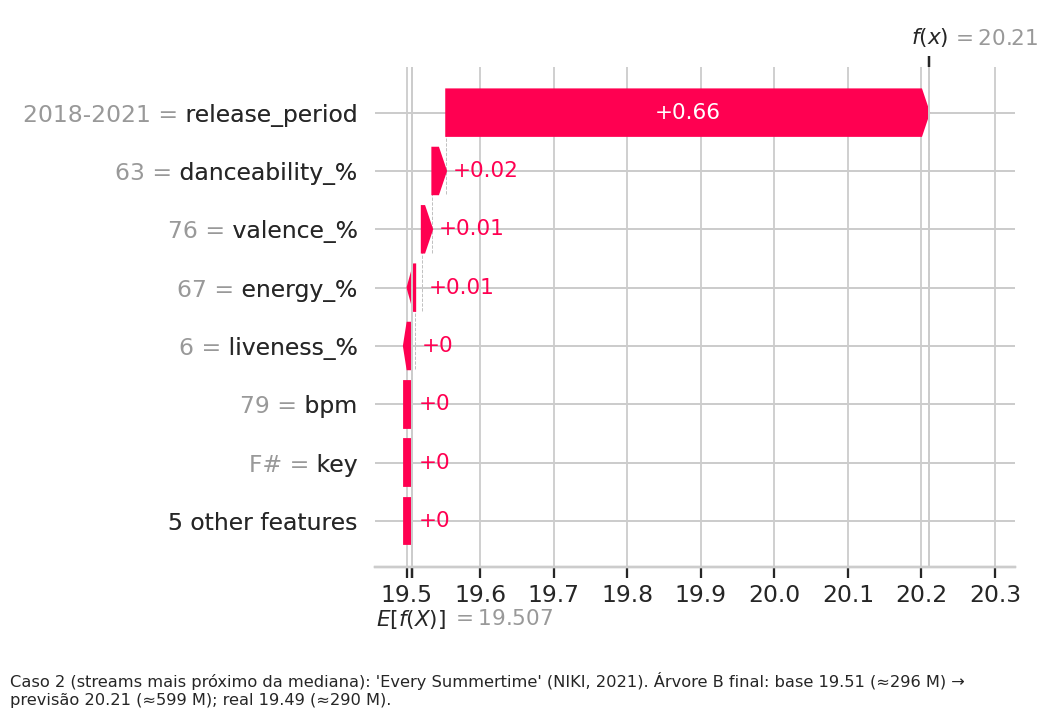 f(x) = 20.21
2018-2021 = release_period
+0.66
63 = danceability_%
+0.02
76 = valence_%
+0.01
67 = energy_%
+0.01
6 = liveness_%
+0
79 = bpm
+0
F# = key
+0
5 other features
+0
19.5 19.6 19.7 19.8 19.9 20.0 20.1 20.2 20.3
E[f(X)] = 19.507
Caso 2 (streams mais próximo da mediana): 'Every Summertime' (NIKI, 2021). Árvore B final: base 19.51 (≈296 M) →
previsão 20.21 (≈599 M); real 19.49 (≈290 M).